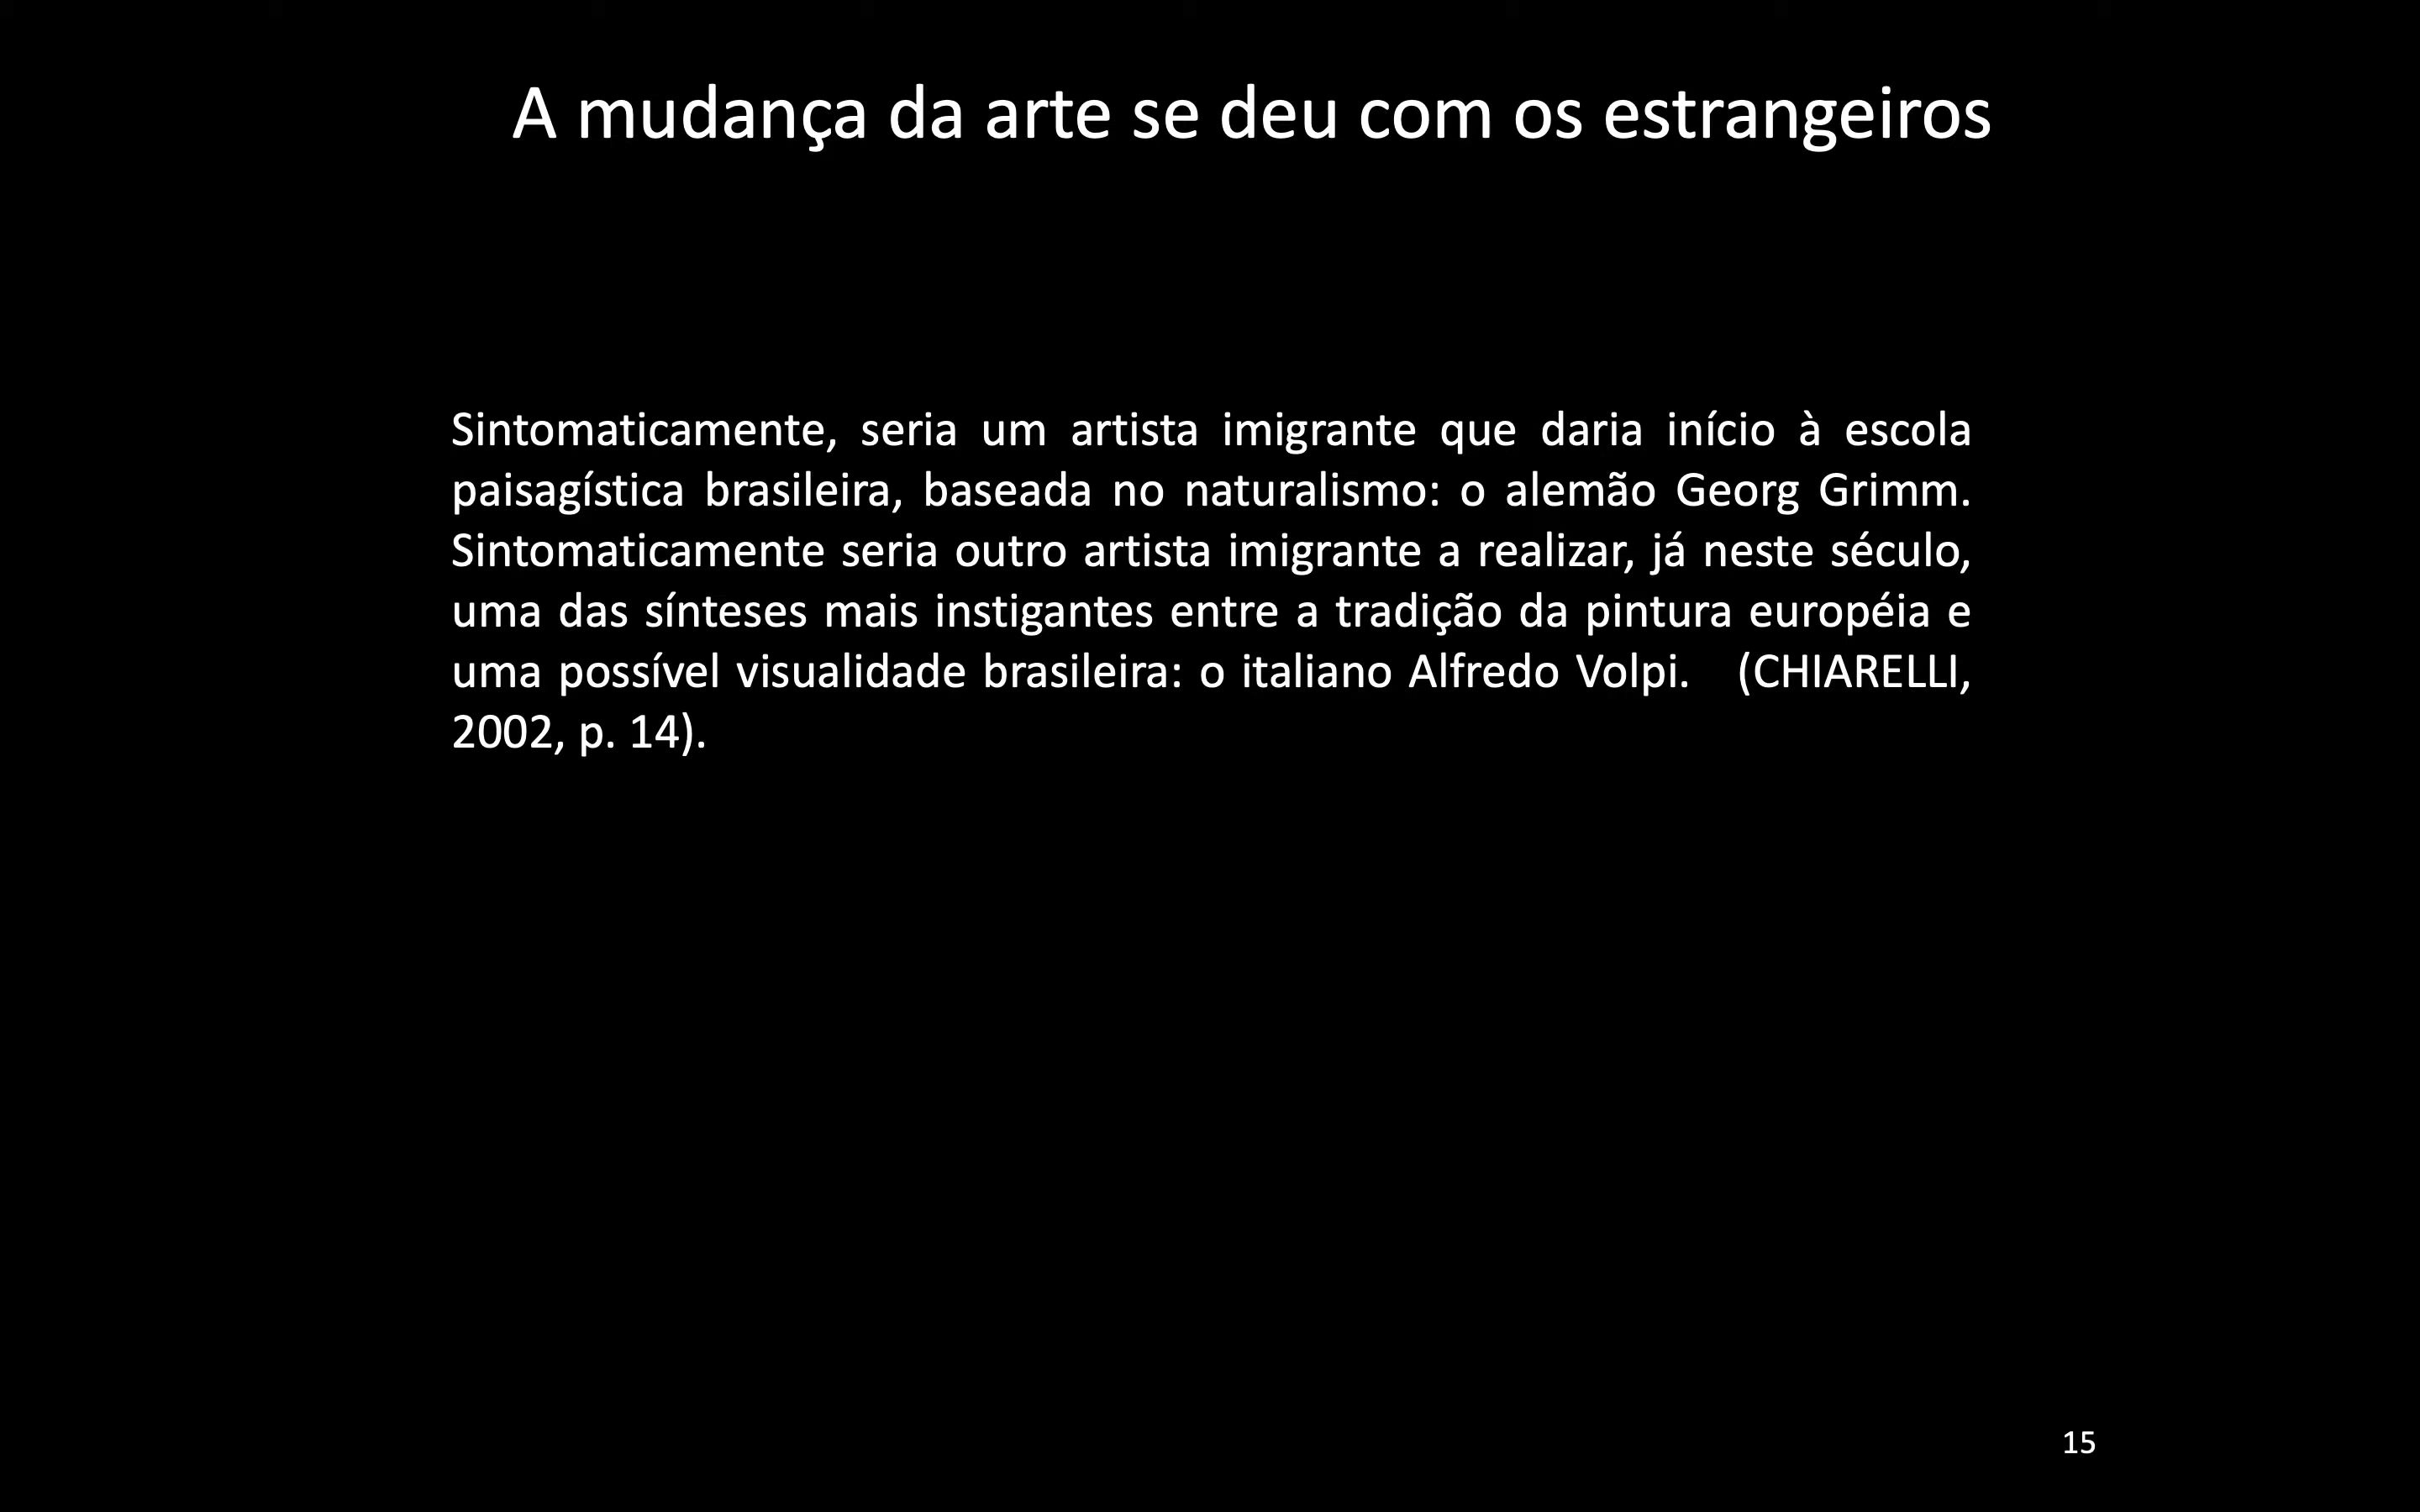 A mudança da arte se deu com os estrangeiros
Sintomaticamente, seria um artista imigrante que daria início à escola
paisagística brasileira, baseada no naturalismo: o alemão Georg Grimm.
Sintomaticamente seria outro artista imigrante a realizar, já neste século,
uma das sínteses mais instigantes entre a tradição da pintura européia e
uma possível visualidade brasileira: o italiano Alfredo Volpi. (CHIARELLI,
2002, p. 14).
15